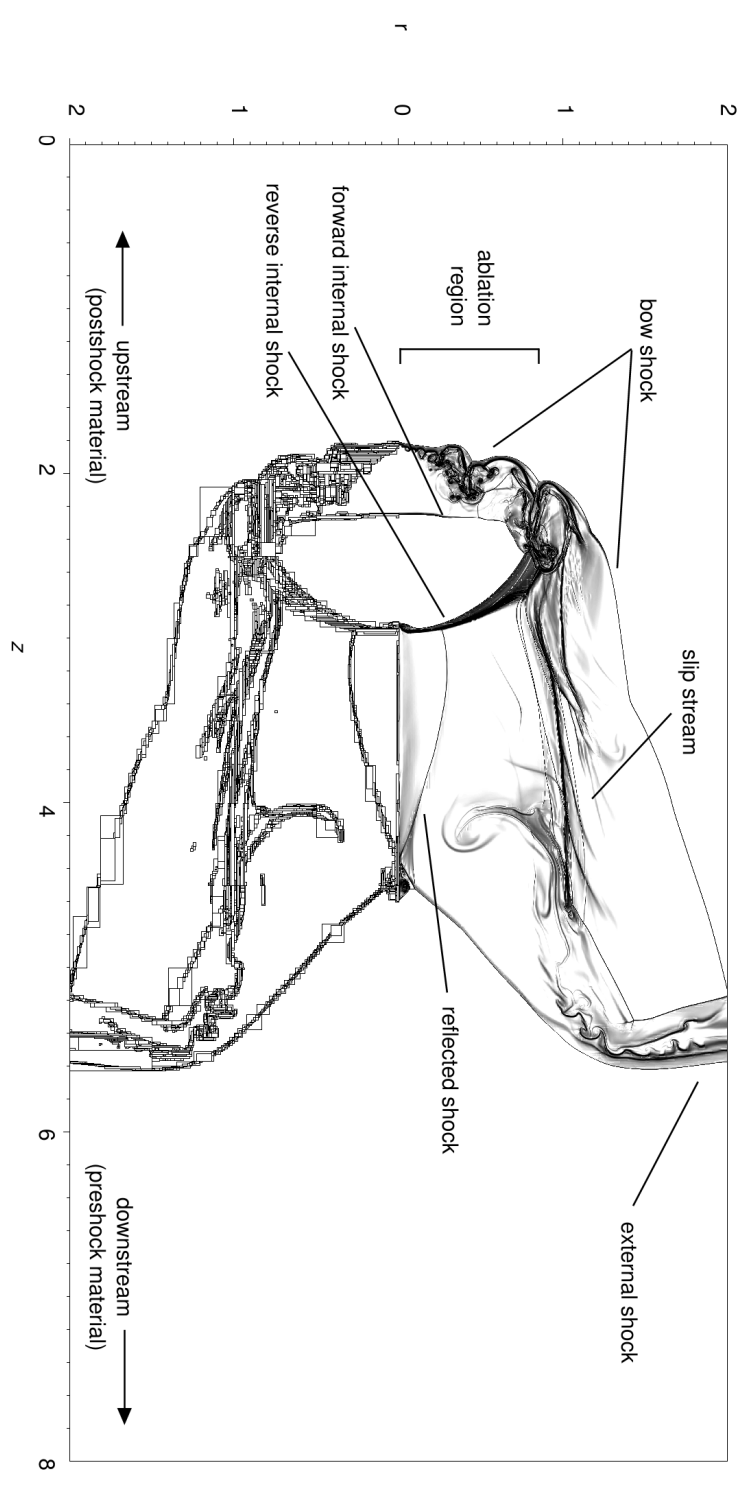 r
2
1
0
1
2
0
2
4
6
8
z
bow shock
slip stream
external shock
ablation
region
forward internal shock
reverse internal shock
reflected shock
upstream
(postshock material)
downstream
(preshock material)